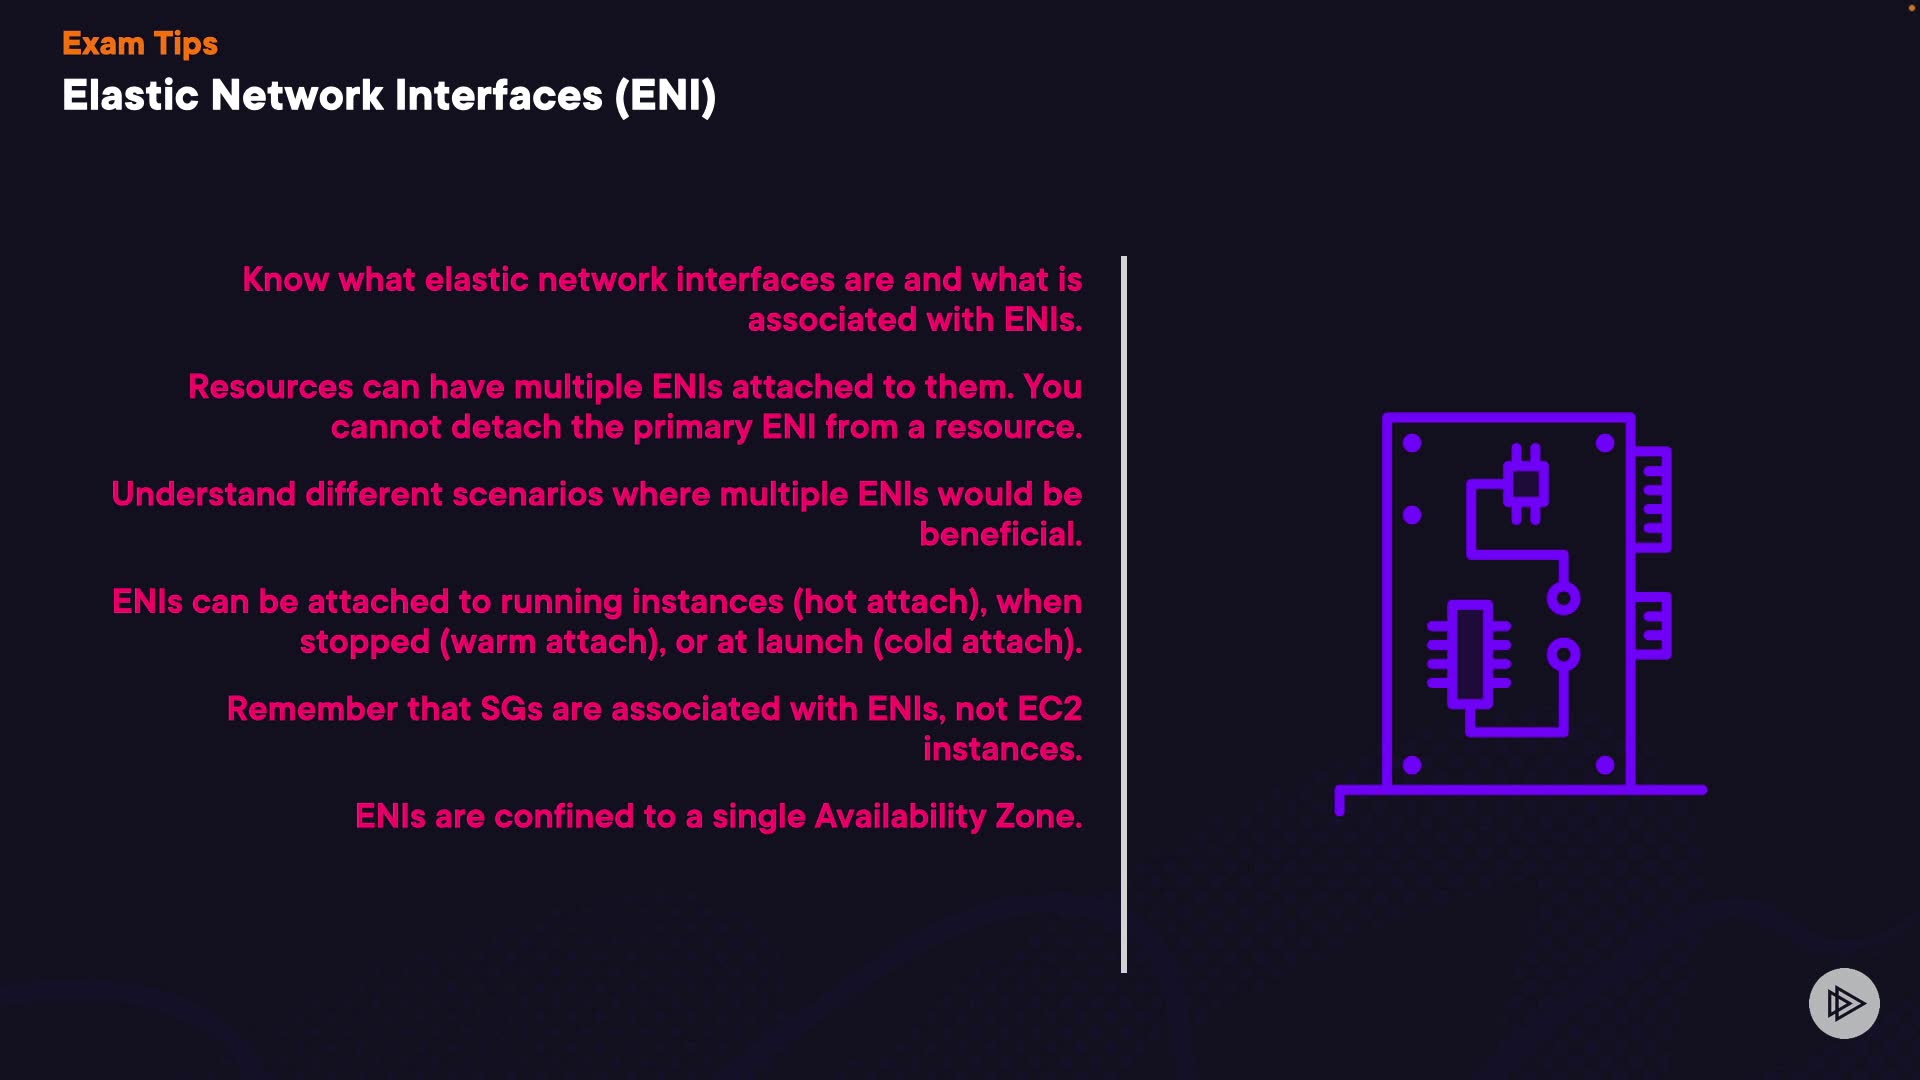 Exam Tips
Elastic Network Interfaces (ENI)
Know what elastic network interfaces are and what is
associated with ENIs.
Resources can have multiple ENIs attached to them. You
cannot detach the primary ENI from a resource.
Understand different scenarios where multiple ENIs would be
beneficial.
ENIs can be attached to running instances (hot attach), when
stopped (warm attach), or at launch (cold attach).
Remember that SGs are associated with ENIs, not EC2
instances.
ENIs are confined to a single Availability Zone.